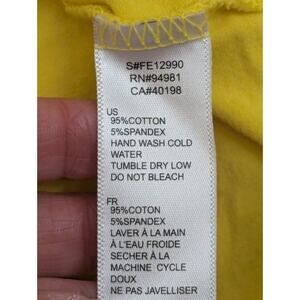 S#FE12990
RN#94981
CA#40198
US
95%COTTON
5%SPANDEX
HAND WASH COLD
WATER
TUMBLE DRY LOW
DO NOT BLEACH
FR
95%COTON
5%SPANDEX
LAVER À LA MAIN
À L'EAU FROIDE
SECHER À LA
MACHINE CYCLE
DOUX
NE PAS JAVELLISER